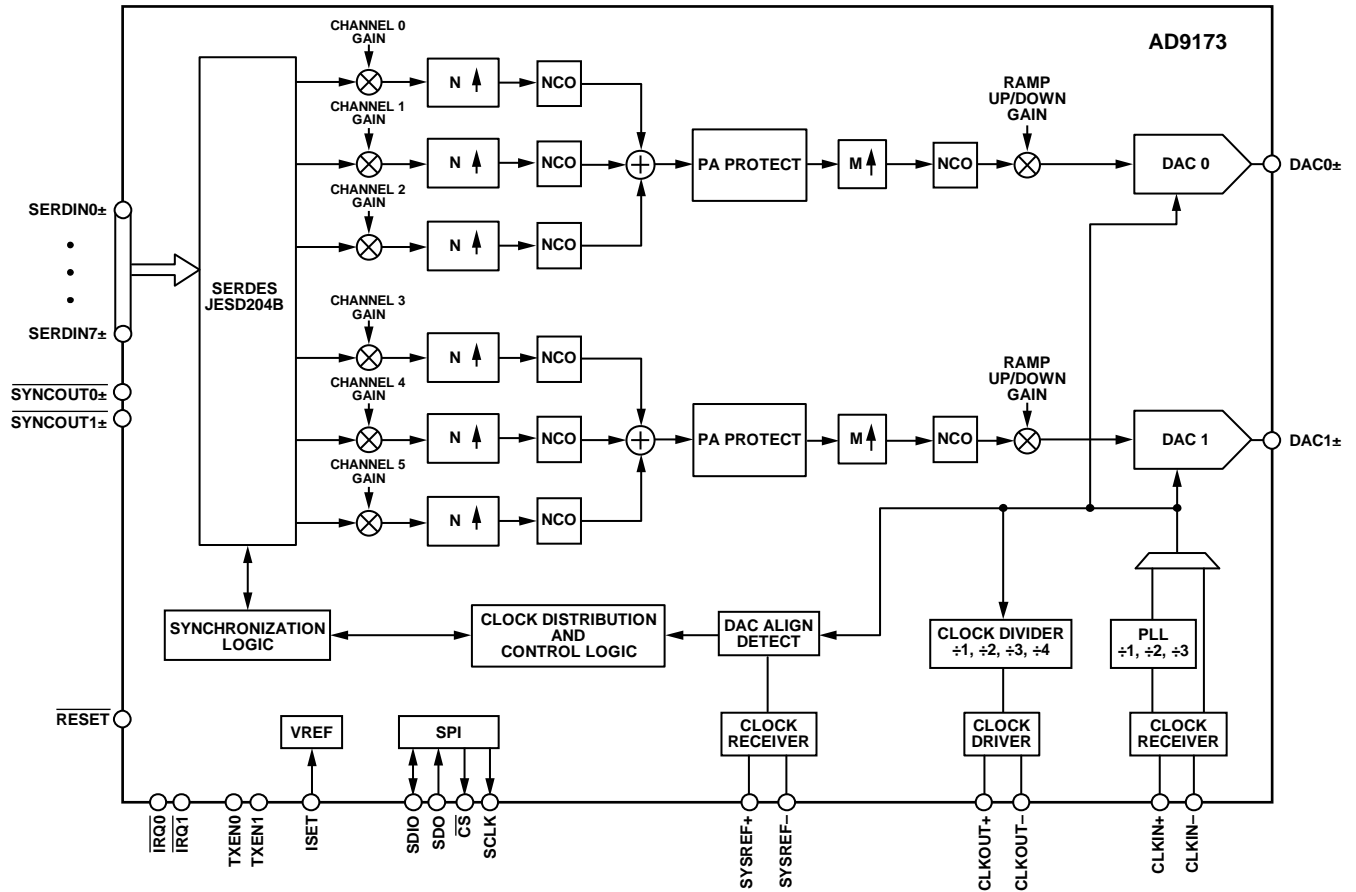 AD9173
CHANNEL 0
GAIN
N
NCO
CHANNEL 1
GAIN
N
NCO
CHANNEL 2
GAIN
N
NCO
PA PROTECT
M
NCO
RAMP
UP/DOWN
GAIN
DAC 0
DAC0±
SERDIN0±
SERDIN7±
SERDES
JESD204B
SYNCOUT0±
SYNCOUT1±
CHANNEL 3
GAIN
N
NCO
CHANNEL 4
GAIN
N
NCO
CHANNEL 5
GAIN
N
NCO
PA PROTECT
M
NCO
RAMP
UP/DOWN
GAIN
DAC 1
DAC1±
SYNCHRONIZATION
LOGIC
CLOCK DISTRIBUTION
AND
CONTROL LOGIC
DAC ALIGN
DETECT
CLOCK DIVIDER
÷1, ÷2, ÷3, ÷4
PLL
÷1, ÷2, ÷3
RESET
VREF
SPI
CLOCK
RECEIVER
CLOCK
DRIVER
CLOCK
RECEIVER
IRQ0
IRQ1
TXEN0
TXEN1
ISET
SDIO
SDO
CS
SCLK
SYSREF+
SYSREF–
CLKOUT+
CLKOUT–
CLKIN+
CLKIN–